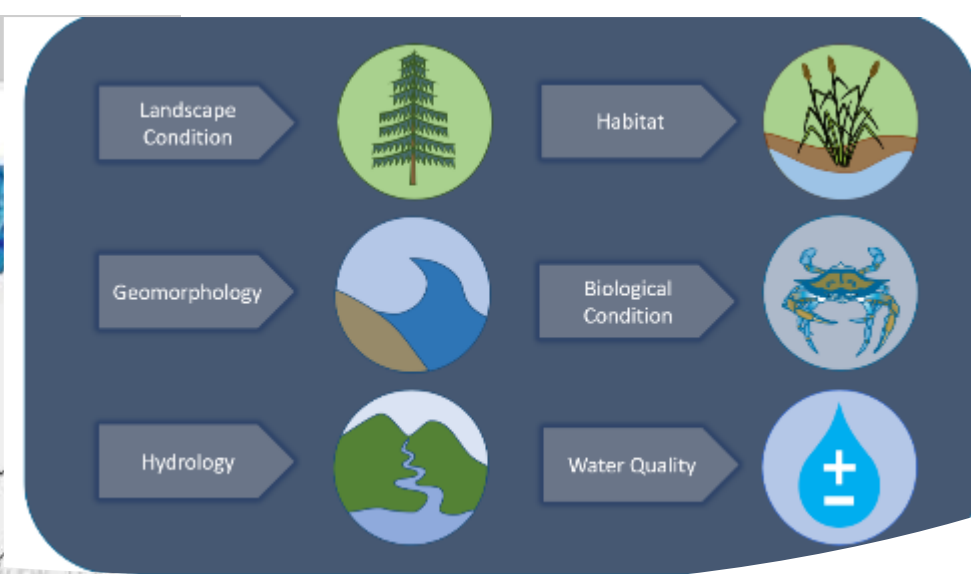 Landscape
Condition
Habitat
Geomorphology
Biological
Condition
Hydrology
Water Quality